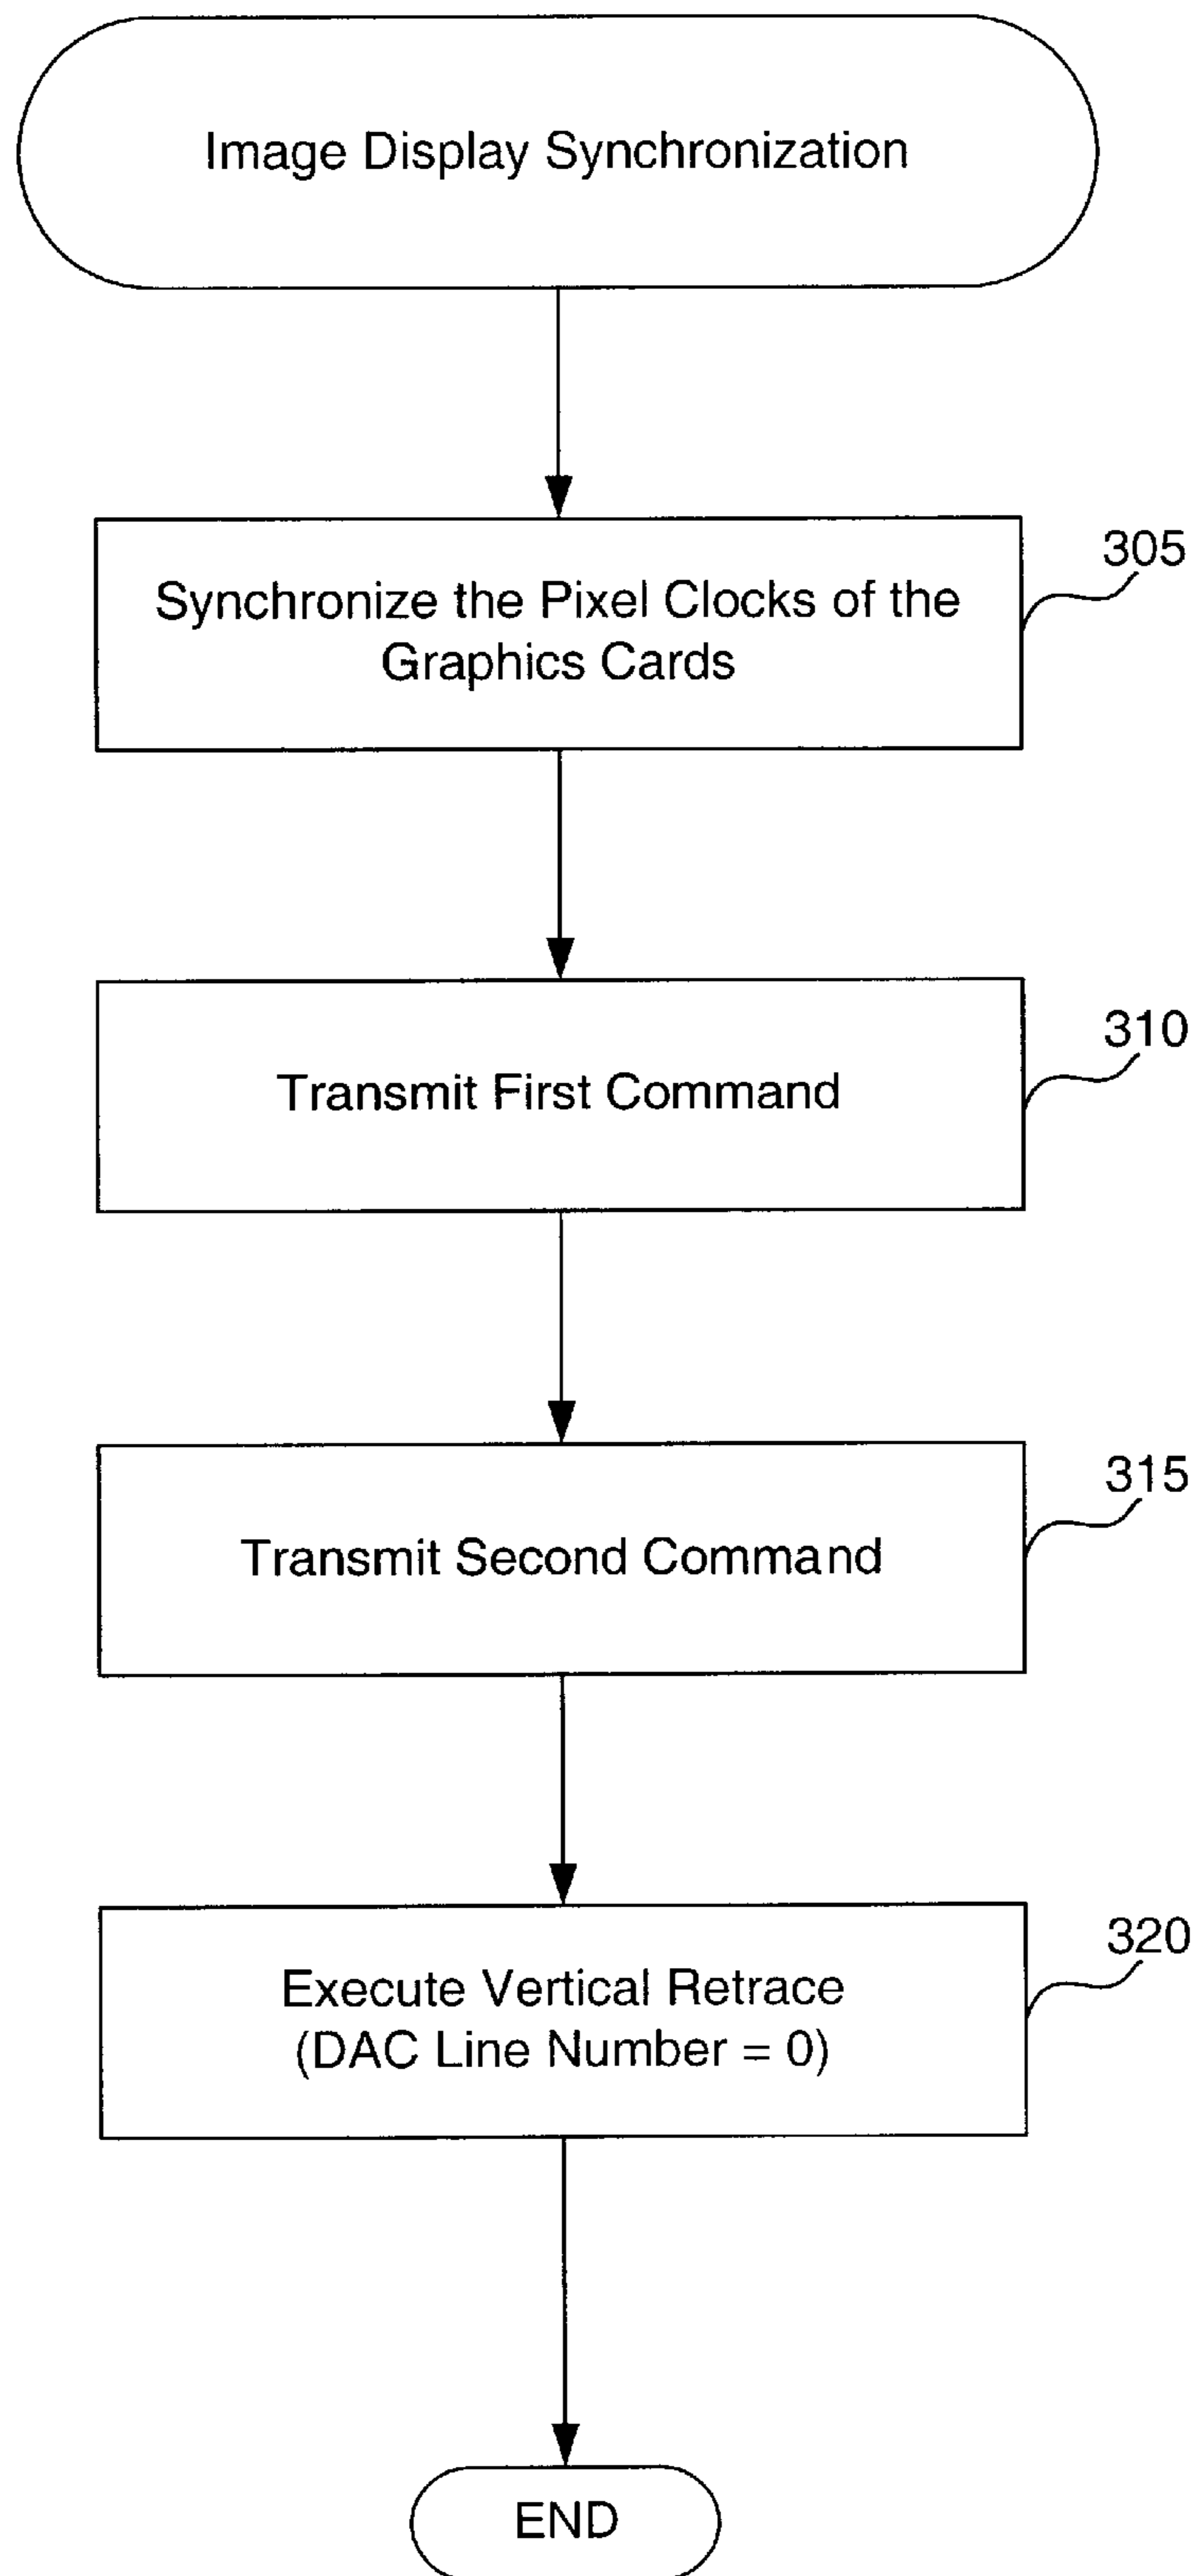 Image Display Synchronization
Synchronize the Pixel Clocks of the
Graphics Cards
305
Transmit First Command
310
Transmit Second Command
315
Execute Vertical Retrace
(DAC Line Number = 0)
320
END